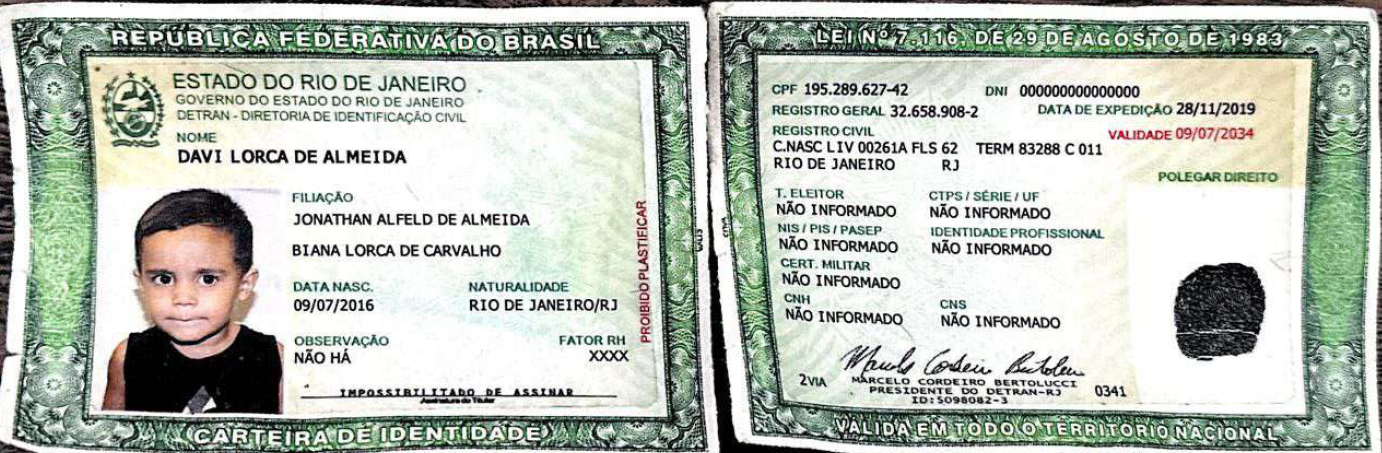 REPÚBLICA FEDERATIVA DO BRASIL
ESTADO DO RIO DE JANEIRO
GOVERNO DO ESTADO DO RIO DE JANEIRO
DETRAN - DIRETORIA DE IDENTIFICAÇÃO CIVIL
NOME
DAVI LORCA DE ALMEIDA
FILIAÇÃO
JONATHAN ALFELD DE ALMEIDA
BIANA LORCA DE CARVALHO
DATA NASC. NATURALIDADE
09/07/2016 RIO DE JANEIRO/RJ
OBSERVAÇÃO FATOR RH
NÃO HÁ XXXX
PROIBIDO PLASTIFICAR
IMPOSSIBILITADO DE ASSINAR
Assinatura do Titular
CARTEIRA DE IDENTIDADE
LEI Nº 7.116, DE 29 DE AGOSTO DE 1983
CPF 195.289.627-42 DNI 000000000000000
REGISTRO GERAL 32.658.908-2 DATA DE EXPEDIÇÃO 28/11/2019
REGISTRO CIVIL VALIDADE 09/07/2034
C.NASC LIV 00261A FLS 62 TERM 83288 C 011
RIO DE JANEIRO RJ
POLEGAR DIREITO
T. ELEITOR CTPS / SÉRIE / UF
NÃO INFORMADO NÃO INFORMADO
NIS / PIS / PASEP IDENTIDADE PROFISSIONAL
NÃO INFORMADO NÃO INFORMADO
CERT. MILITAR
NÃO INFORMADO
CNH CNS
NÃO INFORMADO NÃO INFORMADO
2VIA MARCELO CORDEIRO BERTOLUCCI 0341
PRESIDENTE DO DETRAN-RJ
ID:5098082-3
VÁLIDA EM TODO O TERRITÓRIO NACIONAL